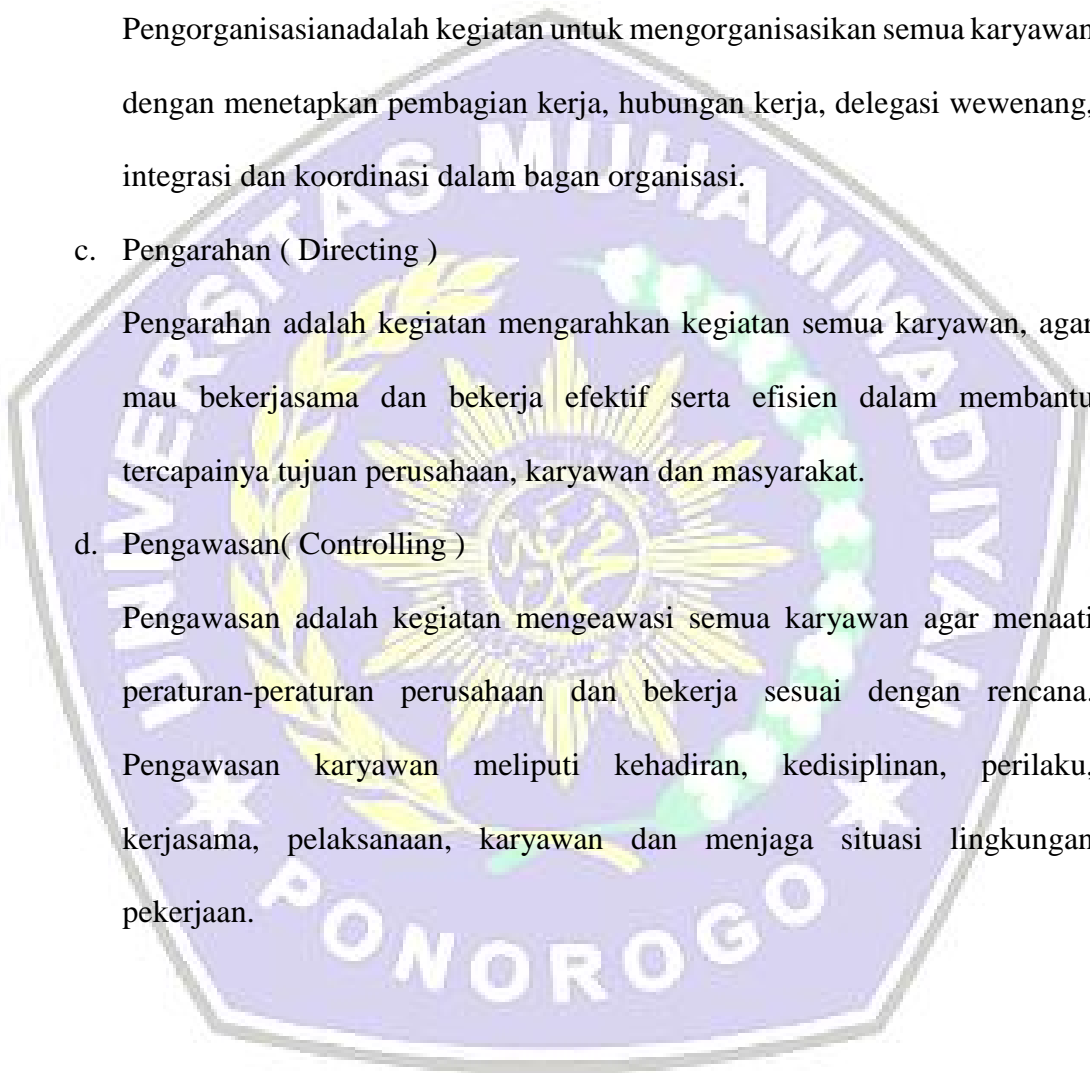 Pengorganisasianadalah kegiatan untuk mengorganisasikan semua karyawan
dengan menetapkan pembagian kerja, hubungan kerja, delegasi wewenang,
integrasi dan koordinasi dalam bagan organisasi.
c. Pengarahan ( Directing )
Pengarahan adalah kegiatan mengarahkan kegiatan semua karyawan, agar
mau bekerjasama dan bekerja efektif serta efisien dalam membantu
tercapainya tujuan perusahaan, karyawan dan masyarakat.
d. Pengawasan( Controlling )
Pengawasan adalah kegiatan mengeawasi semua karyawan agar menaati
peraturan-peraturan perusahaan dan bekerja sesuai dengan rencana.
Pengawasan karyawan meliputi kehadiran, kedisiplinan, perilaku,
kerjasama, pelaksanaan, karyawan dan menjaga situasi lingkungan
pekerjaan.
UNIVERSITAS MUHAMMADIYAH
PONOROGO